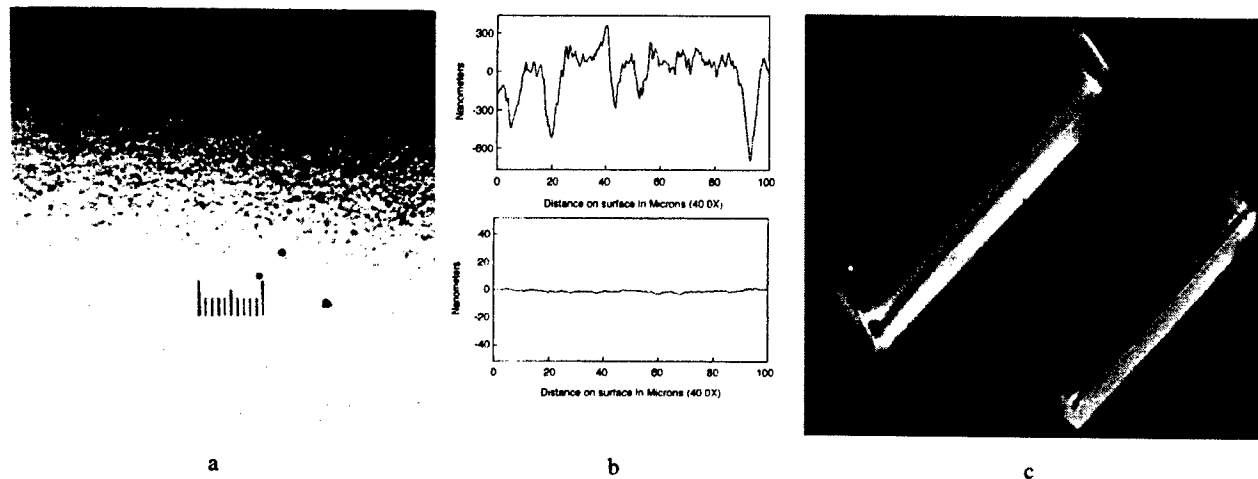 300
0
-300
-600
Nanometers
0 20 40 60 80 100
Distance on surface in Microns (40.0X)
40
20
0
-20
-40
Nanometers
0 20 40 60 80 100
Distance on surface in Microns (40.0X)
a b c